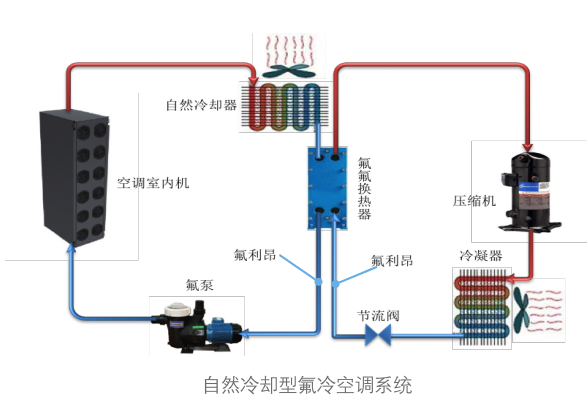 自然冷却器
空调室内机
氟
氟
换
热
器
压缩机
氟利昂
氟利昂
冷凝器
氟泵
节流阀
自然冷却型氟冷空调系统